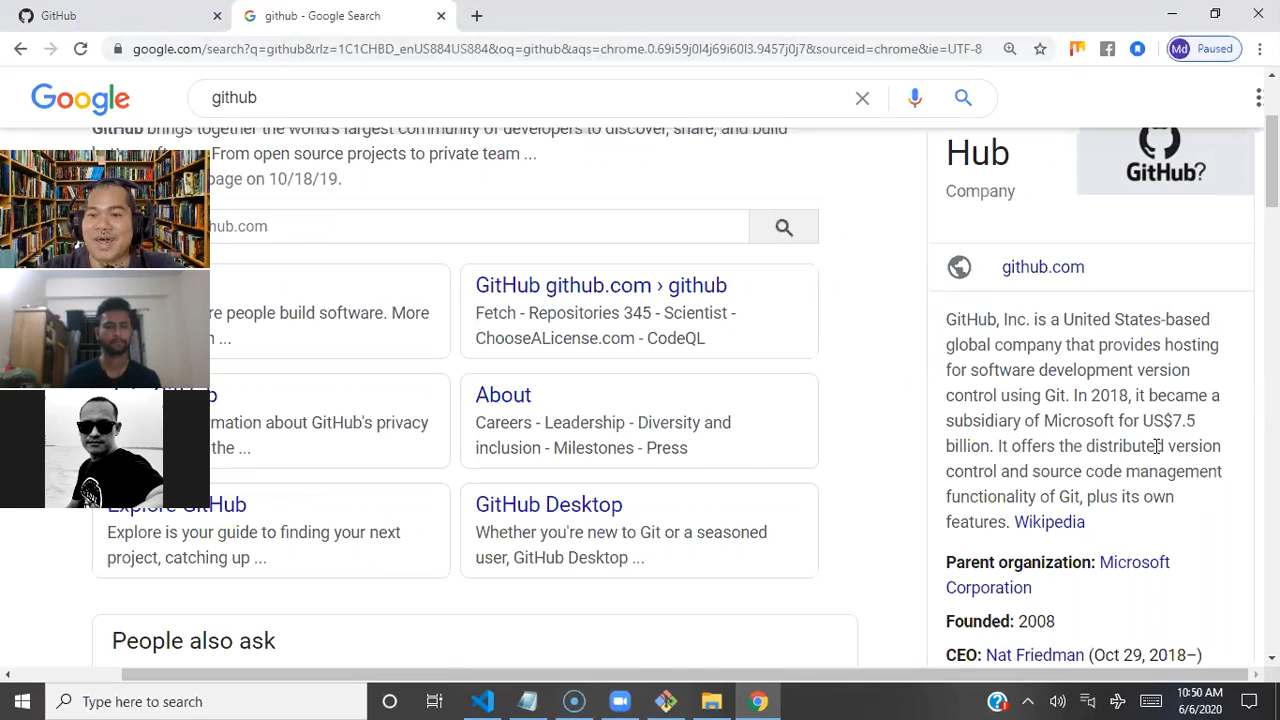 GitHub
github - Google Search
google.com/search?q=github&rlz=1C1CHBD_enUS884US884&oq=github&aqs=chrome.0.69i59j0l4j69i60l3.9457j0j7&sourceid=chrome&ie=UTF-8
Md Paused
Google
github
GitHub brings together the world's largest community of developers to discover, share, and build
From open source projects to private team ...
page on 10/18/19.
hub.com
re people build software. More
...
GitHub github.com › github
Fetch - Repositories 345 - Scientist -
ChooseALicense.com - CodeQL
formation about GitHub's privacy
the ...
About
Careers - Leadership - Diversity and
inclusion - Milestones - Press
Explore GitHub
Explore is your guide to finding your next
project, catching up ...
GitHub Desktop
Whether you're new to Git or a seasoned
user, GitHub Desktop ...
People also ask
Hub
Company
GitHub?
github.com
GitHub, Inc. is a United States-based
global company that provides hosting
for software development version
control using Git. In 2018, it became a
subsidiary of Microsoft for US$7.5
billion. It offers the distributed version
control and source code management
functionality of Git, plus its own
features. Wikipedia
Parent organization: Microsoft
Corporation
Founded: 2008
CEO: Nat Friedman (Oct 29, 2018–)
Type here to search
10:50 AM
6/6/2020